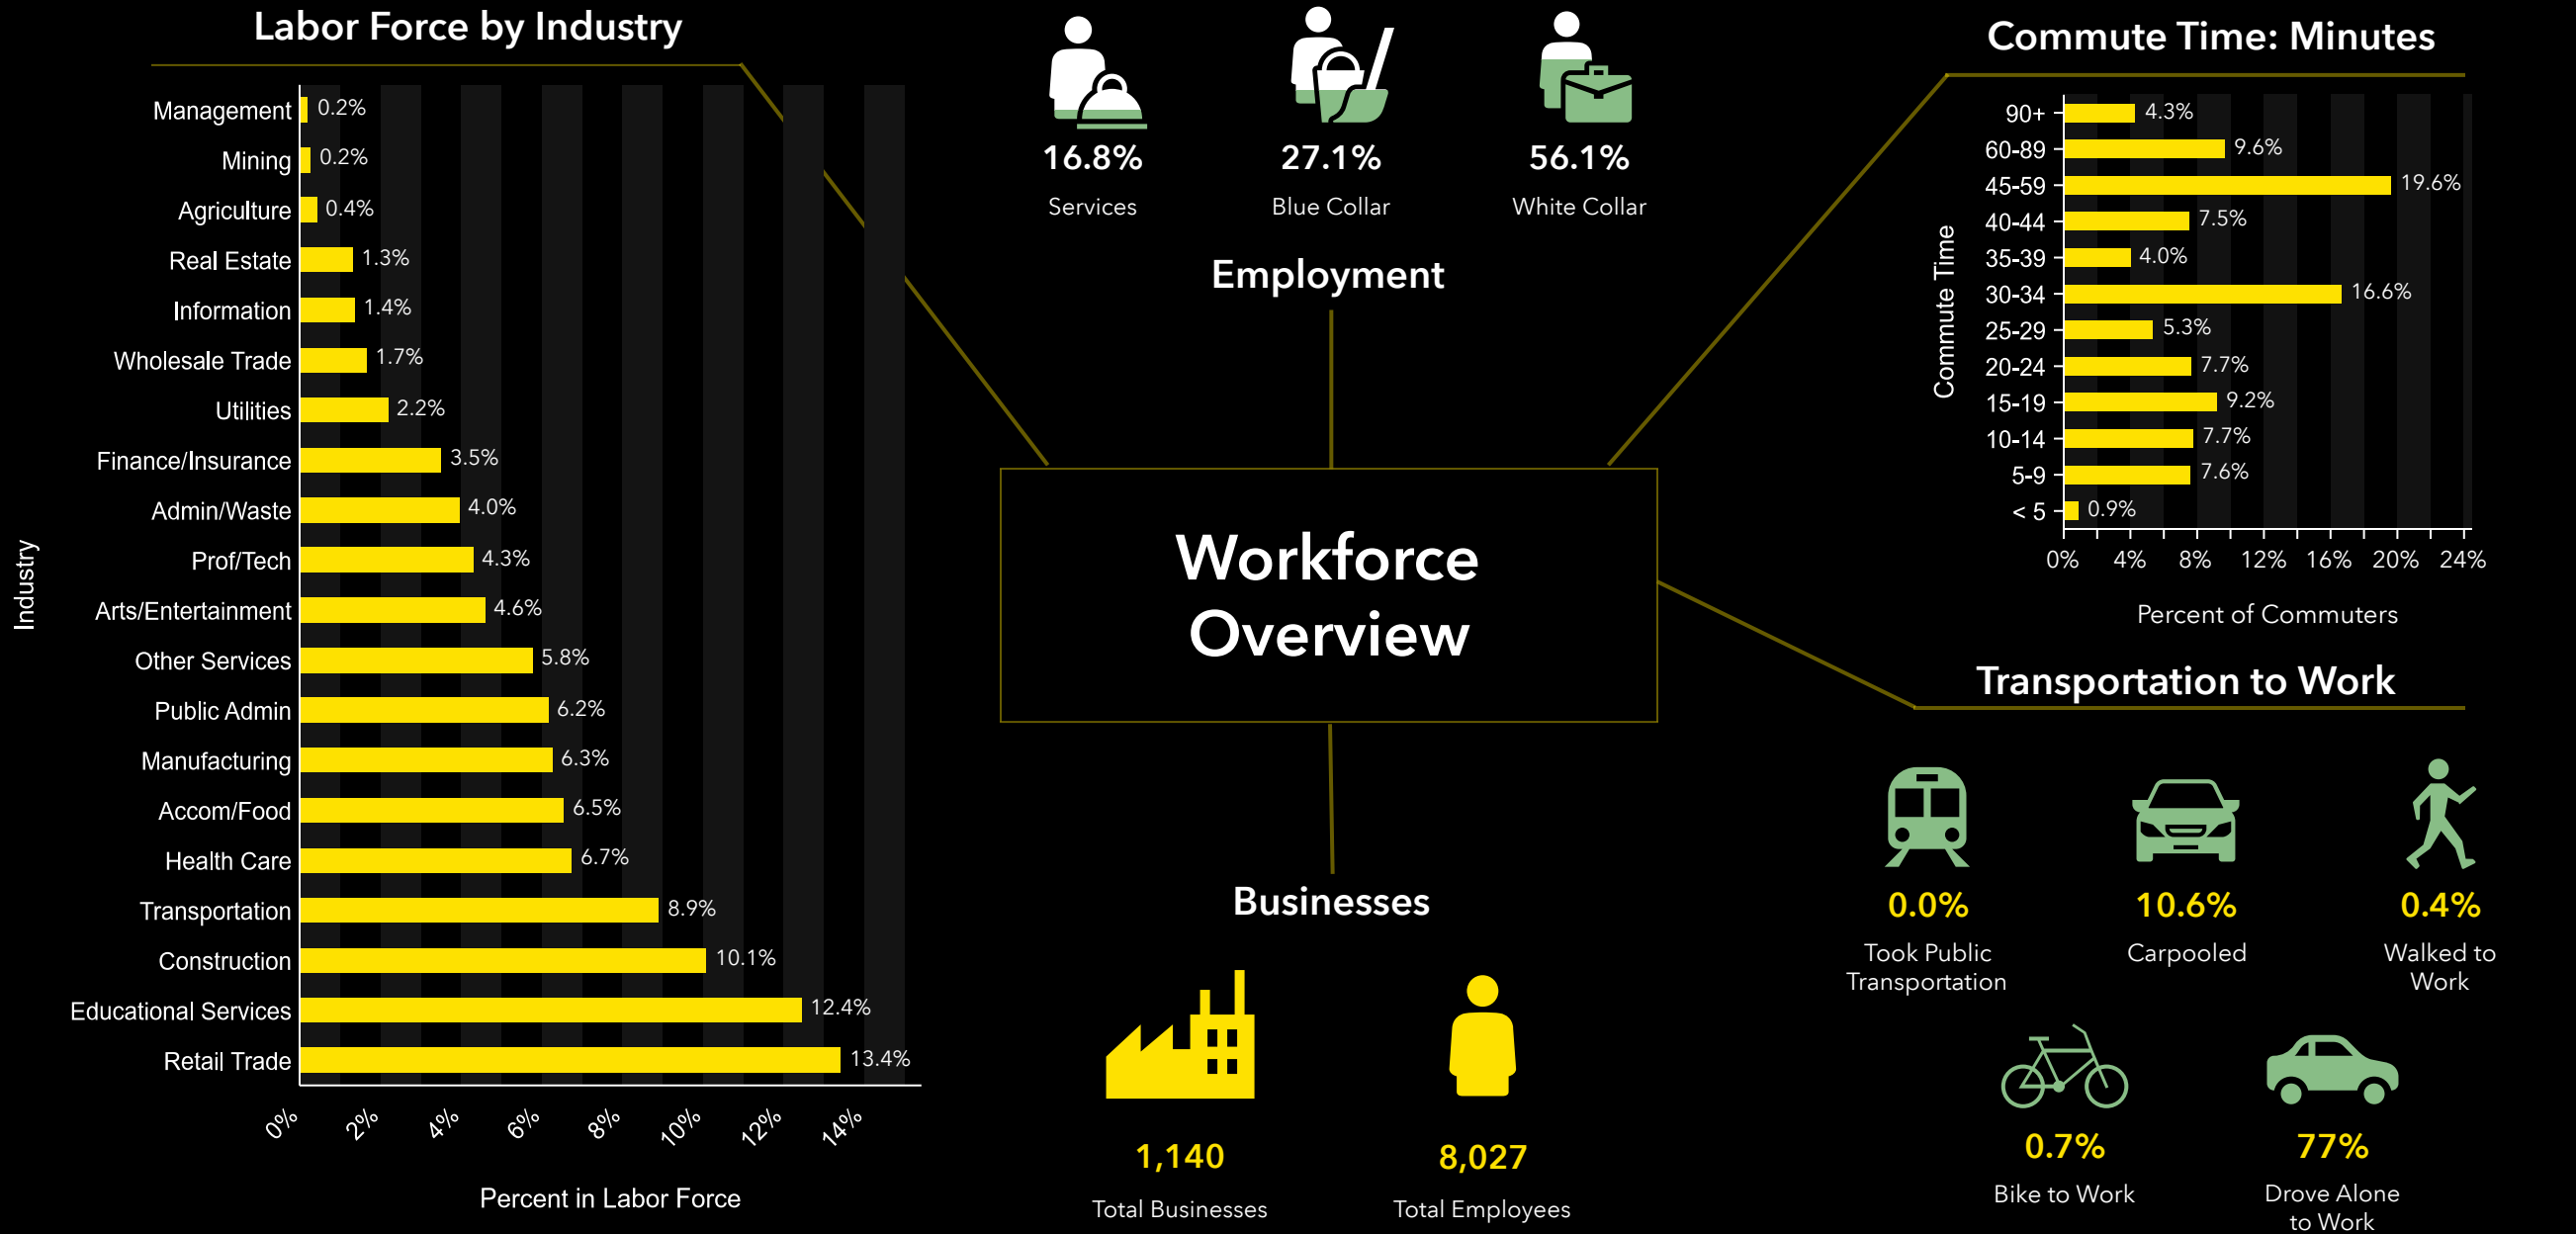 Labor Force by Industry
Industry
Management 0.2%
Mining 0.2%
Agriculture 0.4%
Real Estate 1.3%
Information 1.4%
Wholesale Trade 1.7%
Utilities 2.2%
Finance/Insurance 3.5%
Admin/Waste 4.0%
Prof/Tech 4.3%
Arts/Entertainment 4.6%
Other Services 5.8%
Public Admin 6.2%
Manufacturing 6.3%
Accom/Food 6.5%
Health Care 6.7%
Transportation 8.9%
Construction 10.1%
Educational Services 12.4%
Retail Trade 13.4%
0% 2% 4% 6% 8% 10% 12% 14%
Percent in Labor Force
16.8% 27.1% 56.1%
Services Blue Collar White Collar
Employment
Workforce
Overview
Businesses
1,140 8,027
Total Businesses Total Employees
Commute Time: Minutes
Commute Time
90+ 4.3%
60-89 9.6%
45-59 19.6%
40-44 7.5%
35-39 4.0%
30-34 16.6%
25-29 5.3%
20-24 7.7%
15-19 9.2%
10-14 7.7%
5-9 7.6%
< 5 0.9%
0% 4% 8% 12% 16% 20% 24%
Percent of Commuters
Transportation to Work
0.0% 10.6% 0.4%
Took Public Carpooled Walked to
Transportation Work
0.7% 77%
Bike to Work Drove Alone
to Work